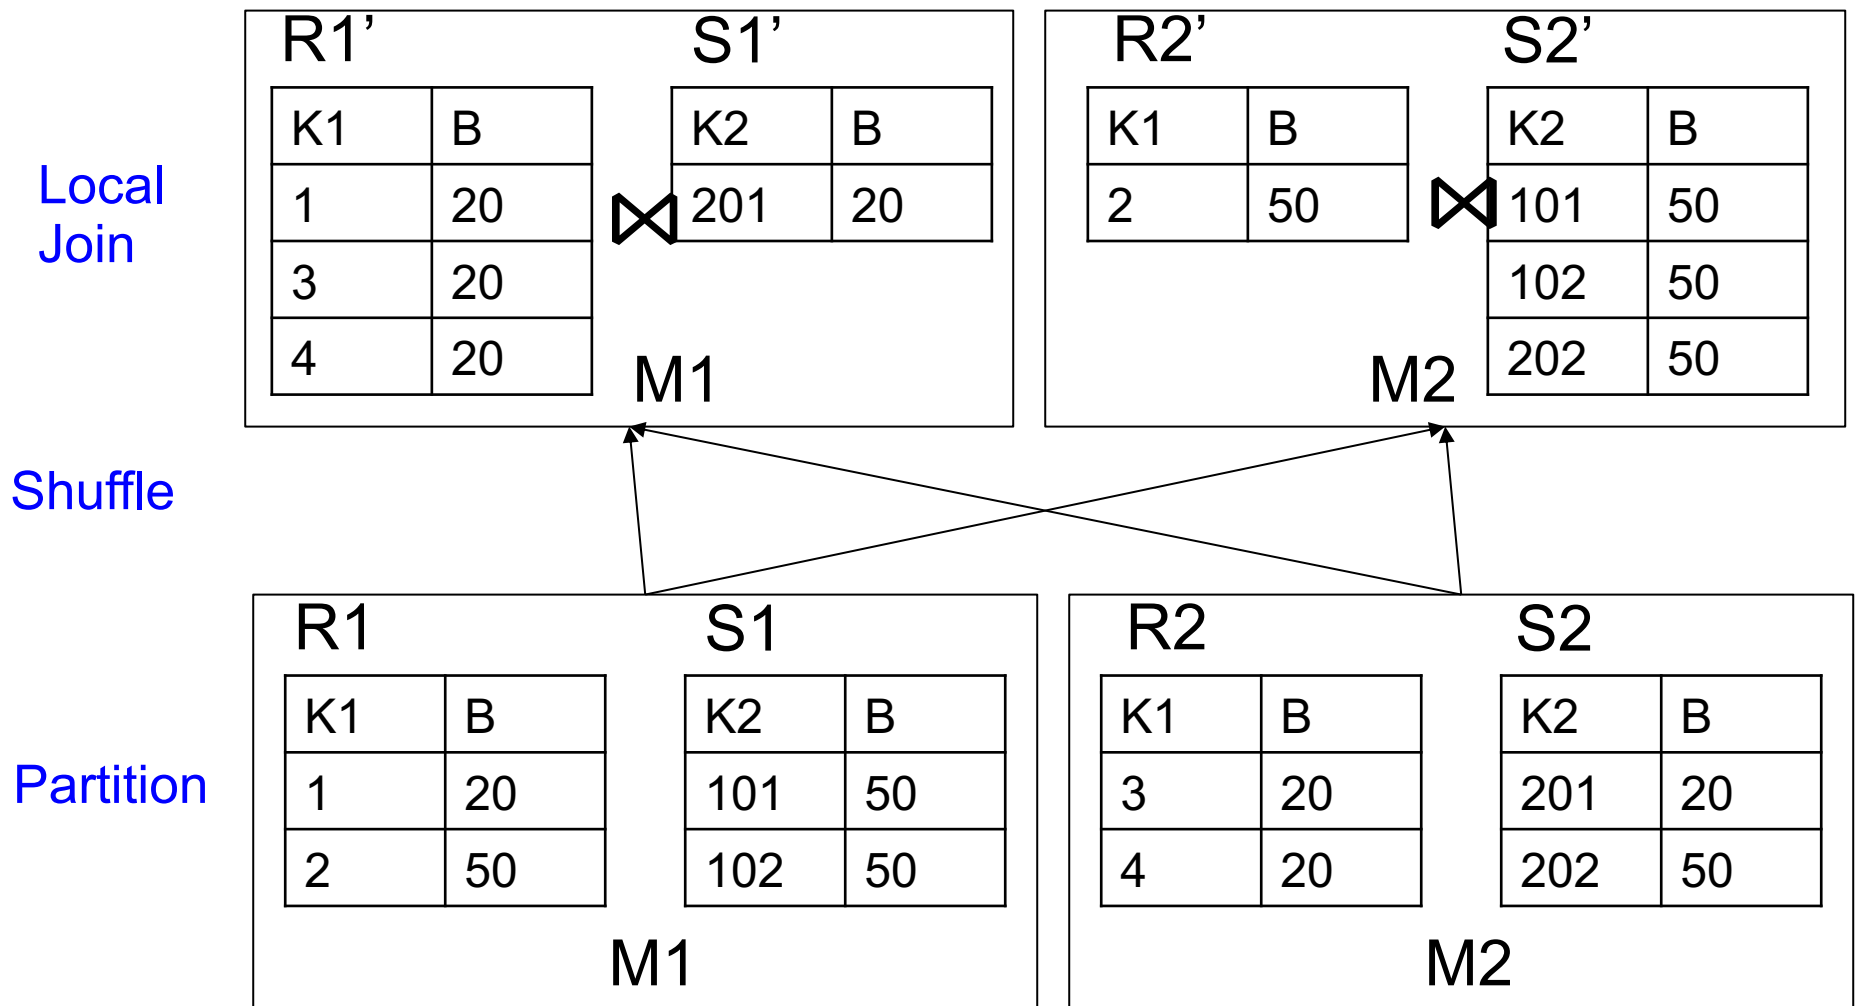 R1’ S1’ R2’ S2’
K1 B K2 B K1 B K2 B
Local
Join
1 20 ⋈ 201 20 2 50 ⋈ 101 50
3 20 102 50
4 20 202 50
M1 M2
Shuffle
R1 S1 R2 S2
K1 B K2 B K1 B K2 B
Partition
1 20 101 50 3 20 201 20
2 50 102 50 4 20 202 50
M1 M2